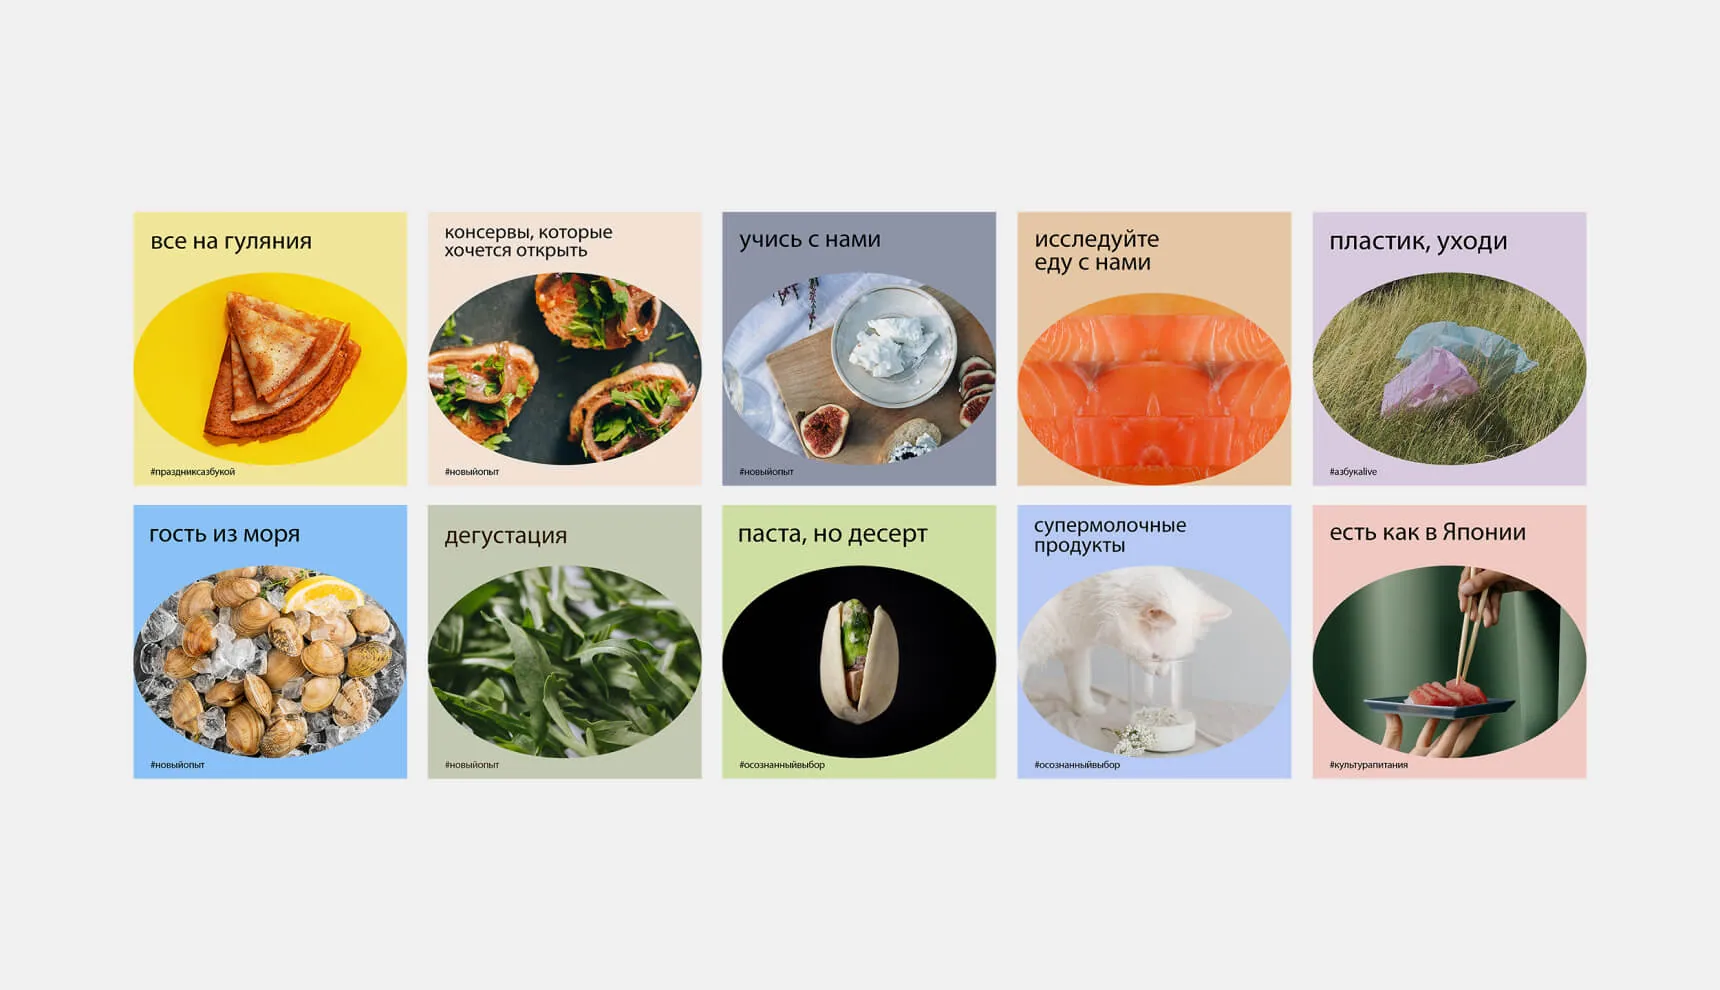 все на гуляния
#праздниксазбукой
консервы, которые
хочется открыть
#новыйопыт
учись с нами
#новыйопыт
исследуйте
еду с нами
пластик, уходи
#азбукаlive
гость из моря
#новыйопыт
дегустация
#новыйопыт
паста, но десерт
#осознанныйвыбор
супермолочные
продукты
#осознанныйвыбор
есть как в Японии
#культурапитания